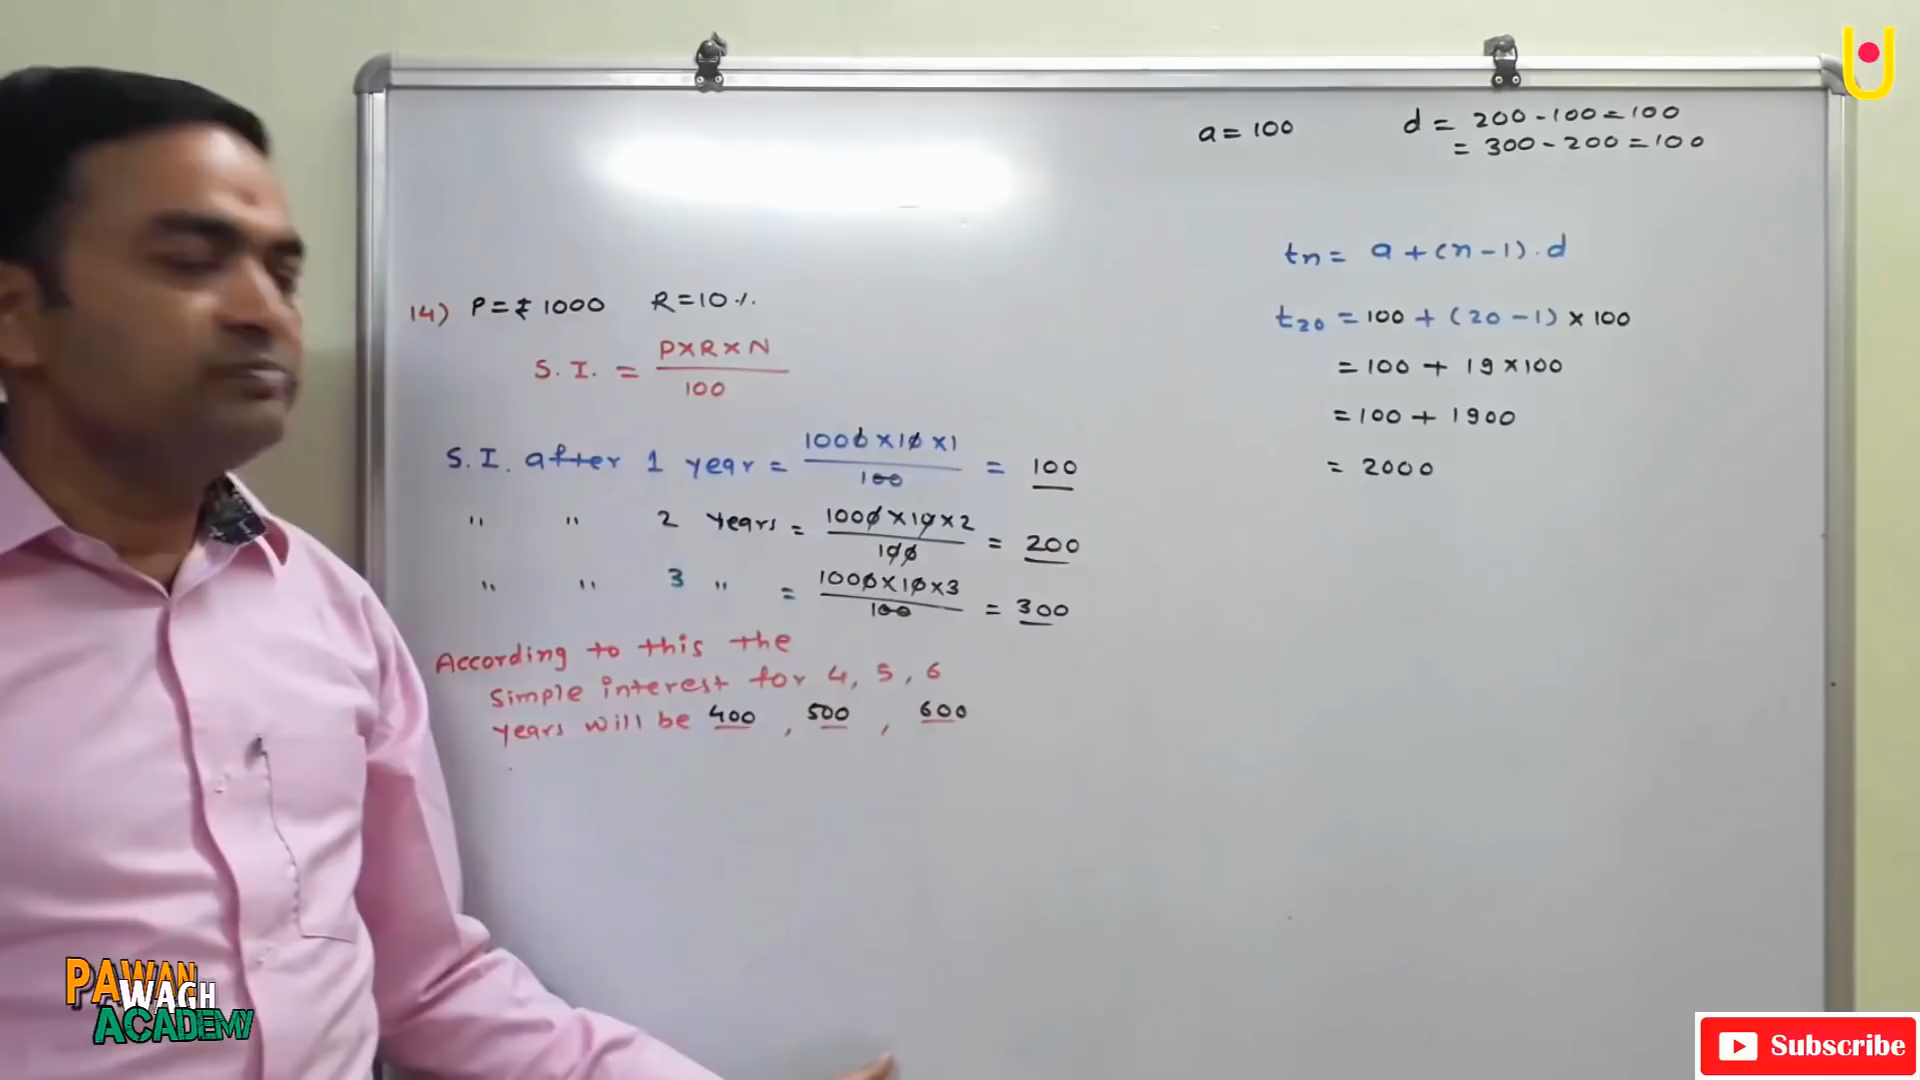 a = 100
d = 200 - 100 = 100
= 300 - 200 = 100
tn = a + (n - 1) . d
t20 = 100 + (20 - 1) × 100
= 100 + 19 × 100
= 100 + 1900
= 2000
14) P = ₹ 1000 R = 10 %.
S. I. = P×R×N / 100
S. I. after 1 year = 1000 × 10 × 1 / 100 = 100
" " 2 years = 1000 × 10 × 2 / 100 = 200
" " 3 " = 1000 × 10 × 3 / 100 = 300
According to this the
simple interest for 4, 5, 6
years will be 400 , 500 , 600
PAWAN
WAGH
ACADEMY
Subscribe